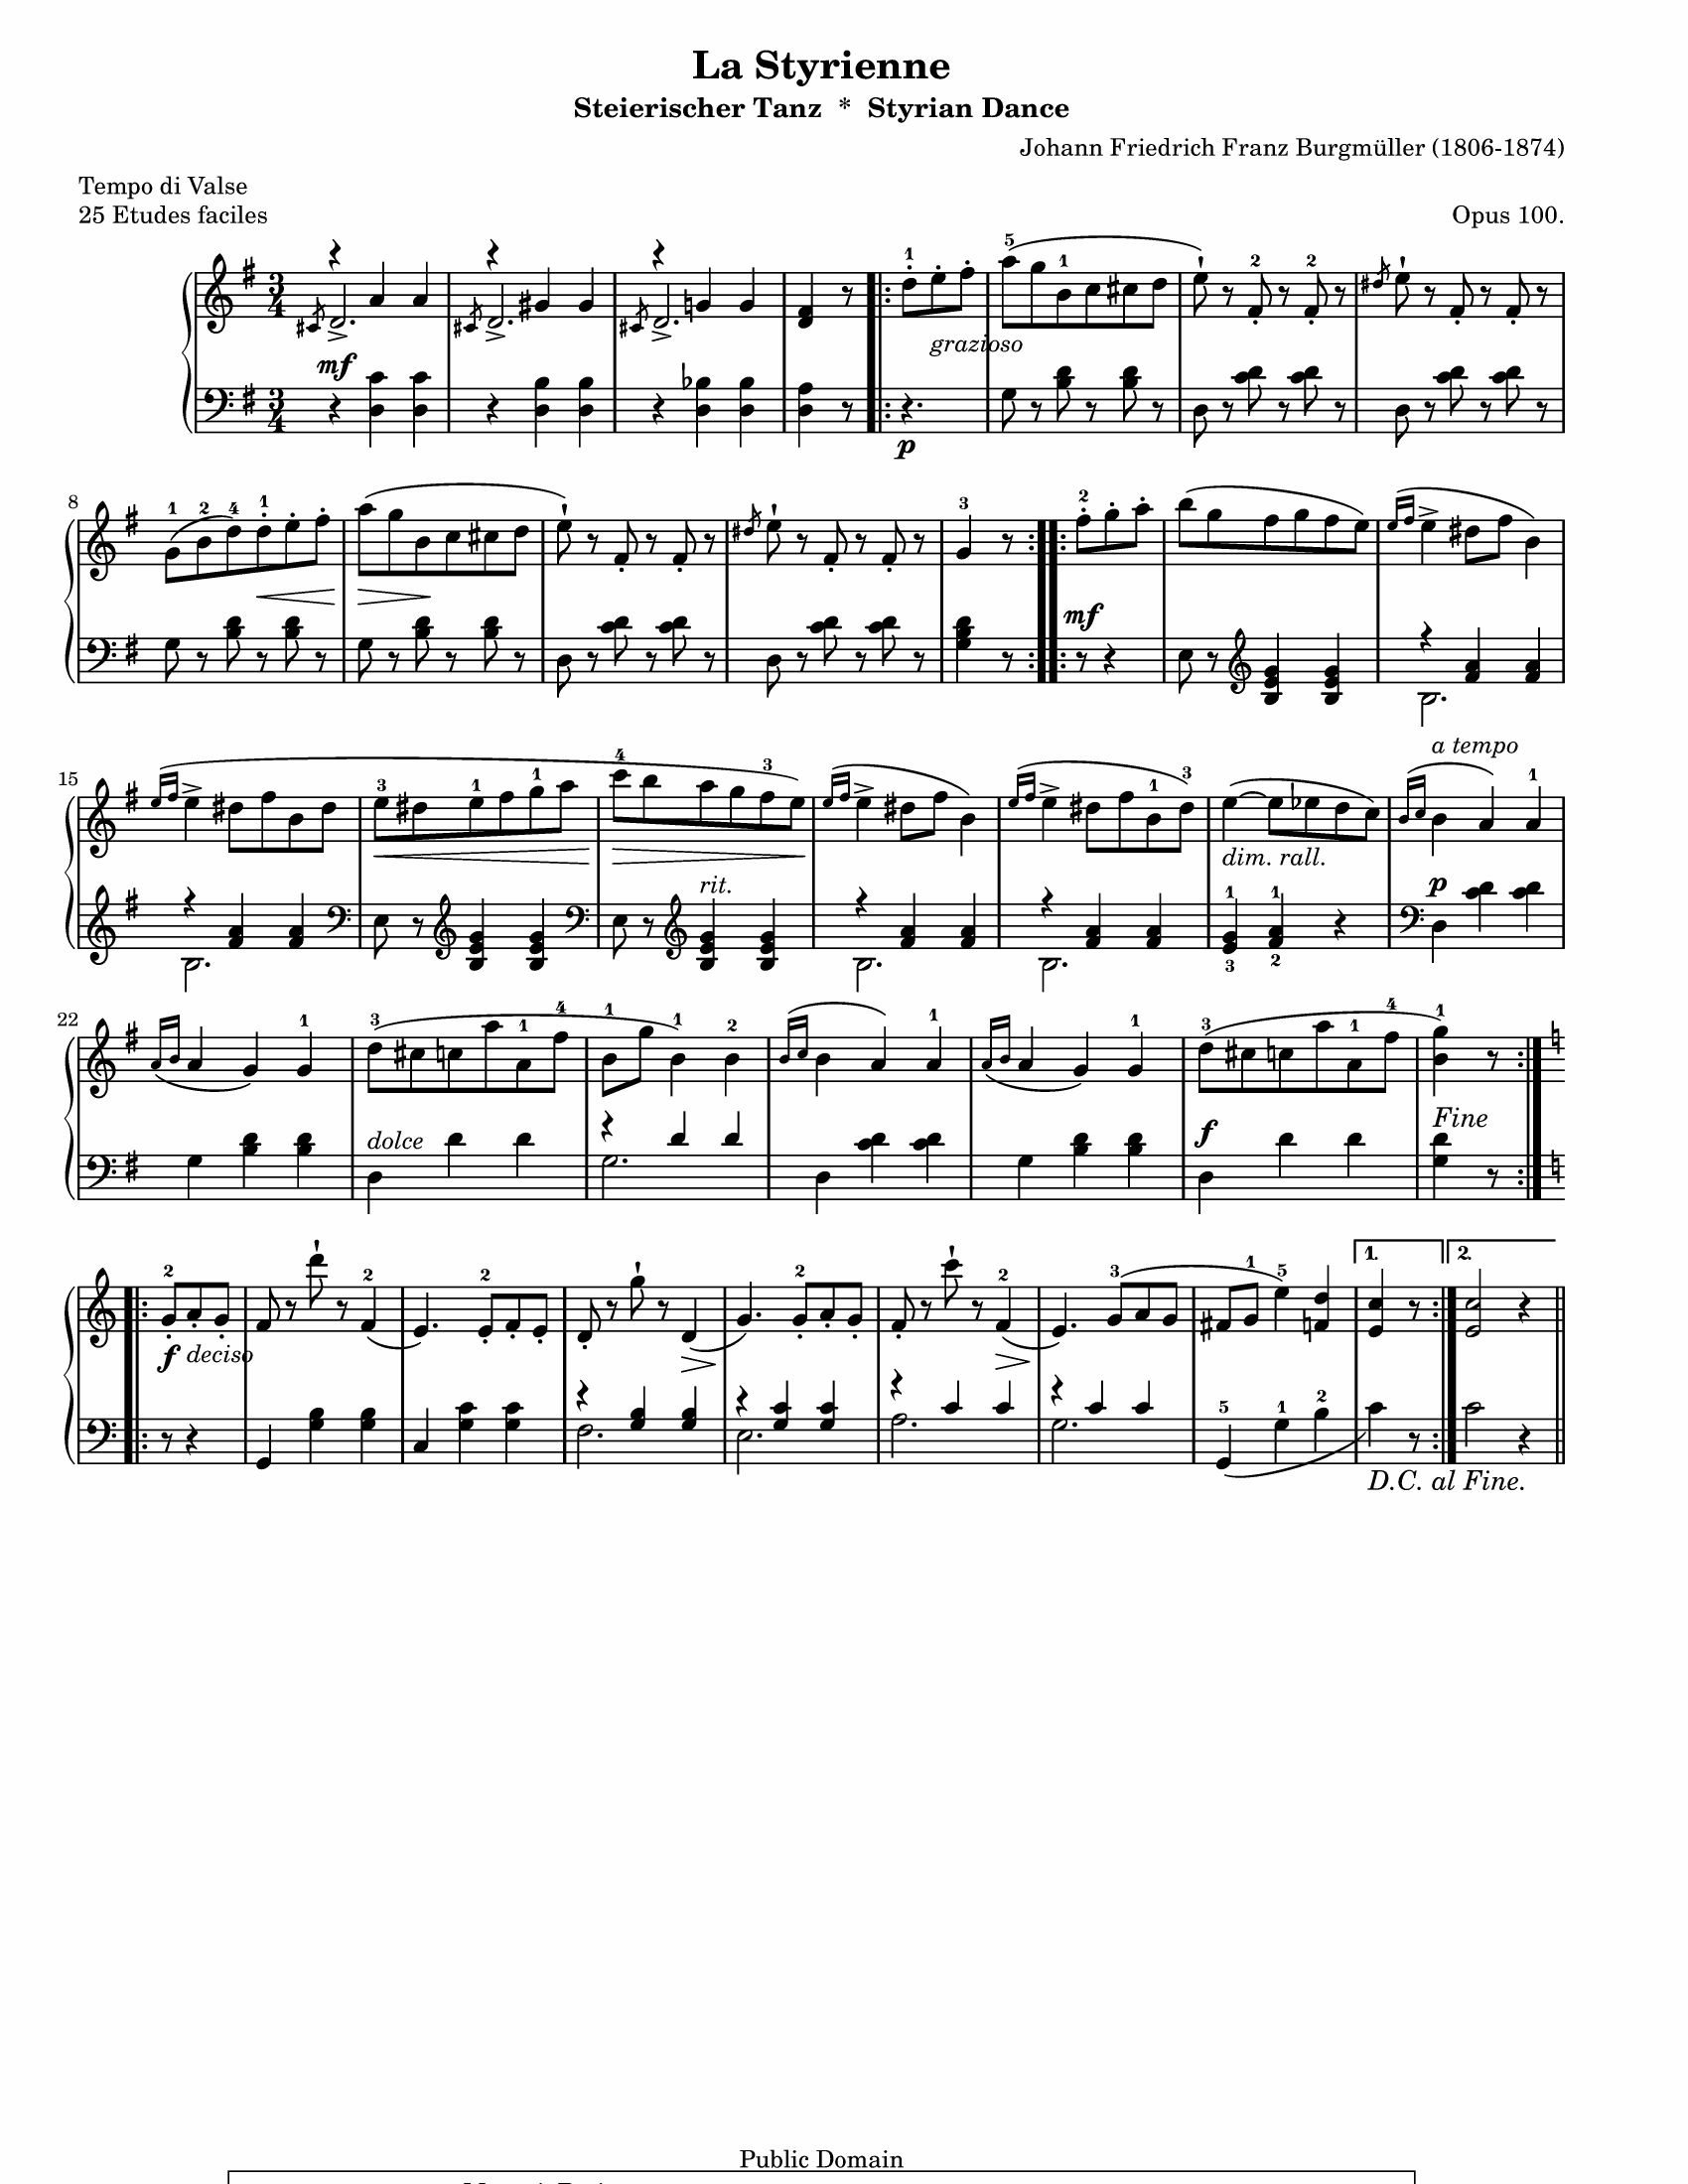 La Styrienne
Steierischer Tanz * Styrian Dance
Johann Friedrich Franz Burgmüller (1806-1874)
Tempo di Valse
25 Etudes faciles Opus 100.
mf
grazioso
p
8
mf
a tempo
15
rit.
dim. rall.
p
22
dolce
f
Fine
1. 2.
f deciso
D.C. al Fine.
Public Domain